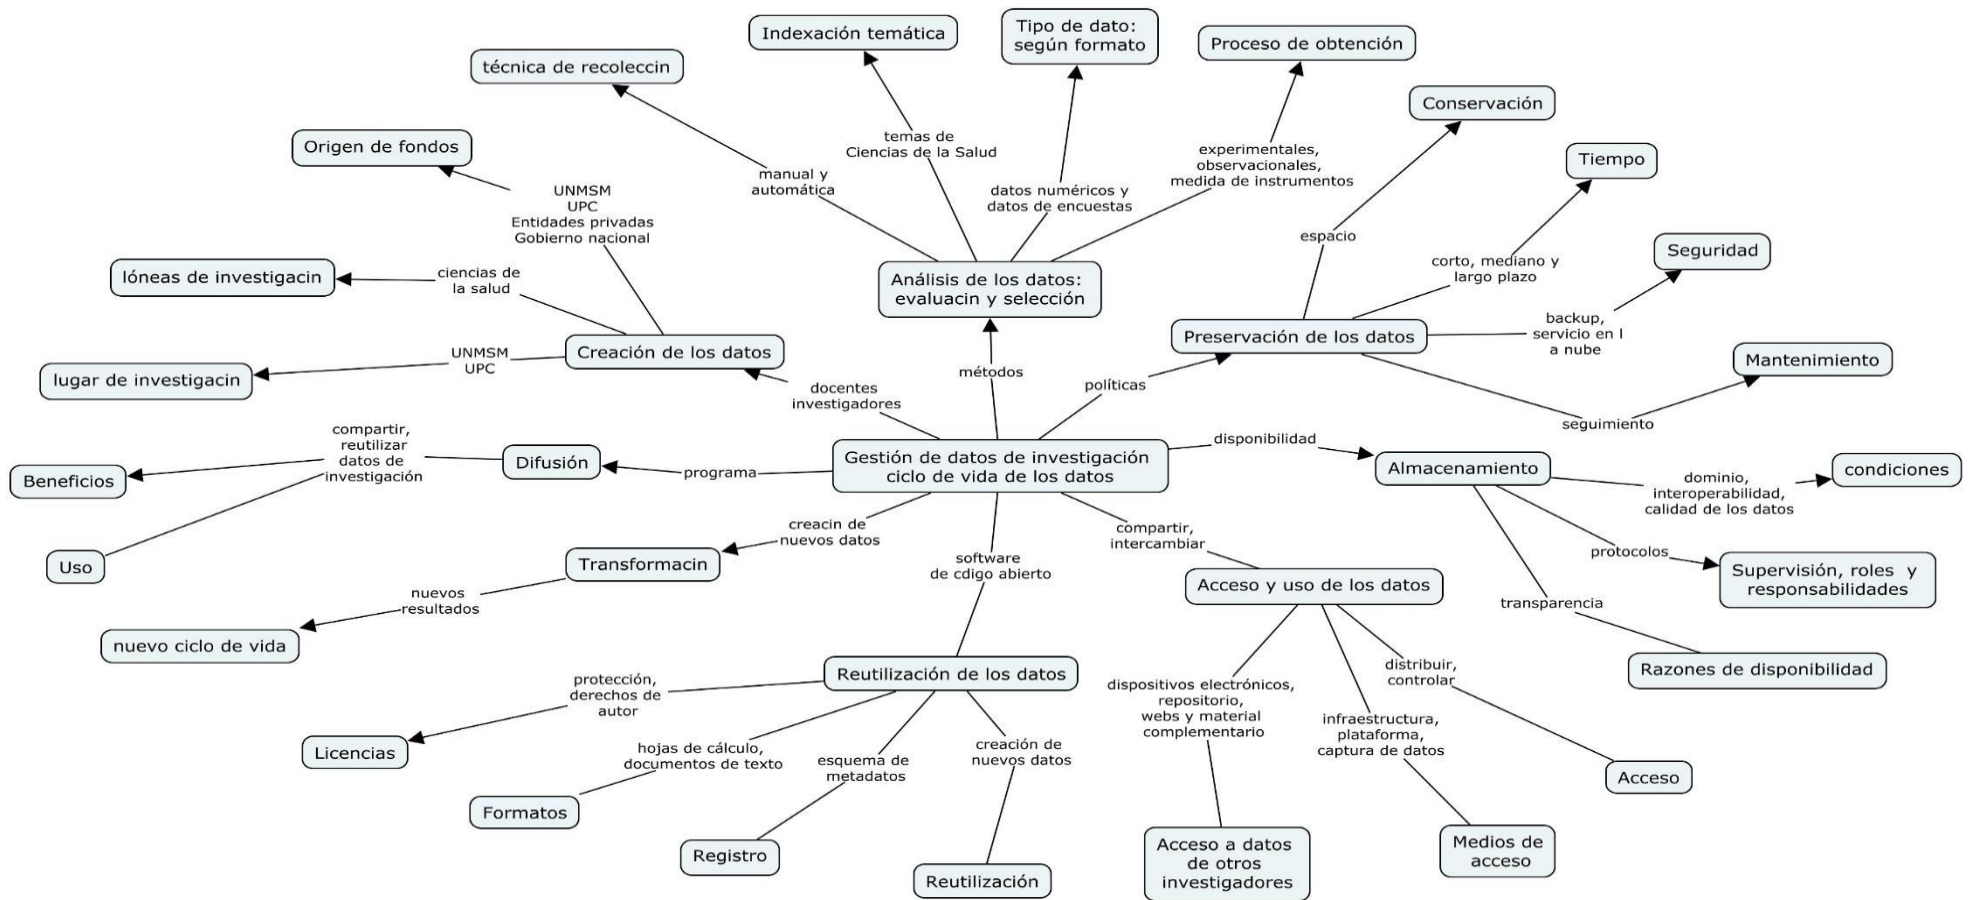 Indexación temática
Tipo de dato:
según formato
Proceso de obtención
técnica de recoleccin
Conservación
Origen de fondos
temas de
Ciencias de la Salud
experimentales,
observacionales,
medida de instrumentos
Tiempo
manual y
automática
datos numéricos y
datos de encuestas
UNMSM
UPC
Entidades privadas
Gobierno nacional
espacio
Seguridad
lóneas de investigacin
ciencias de
la salud
Análisis de los datos:
evaluacin y selección
corto, mediano y
largo plazo
Creación de los datos
Preservación de los datos
backup,
servicio en l
a nube
lugar de investigacin
UNMSM
UPC
métodos
Mantenimiento
docentes
investigadores
políticas
seguimiento
compartir,
reutilizar
datos de
investigación
disponibilidad
Beneficios
Difusión
programa
Gestión de datos de investigación
ciclo de vida de los datos
Almacenamiento
condiciones
dominio,
interoperabilidad,
calidad de los datos
creacin de
nuevos datos
compartir,
intercambiar
Uso
Transformacin
software
de cdigo abierto
protocolos
Acceso y uso de los datos
Supervisión, roles y
responsabilidades
nuevos
resultados
transparencia
nuevo ciclo de vida
Reutilización de los datos
Razones de disponibilidad
protección,
derechos de
autor
distribuir,
controlar
dispositivos electrónicos,
repositorio,
webs y material
complementario
infraestructura,
plataforma,
captura de datos
Licencias
hojas de cálculo,
documentos de texto
esquema de
metadatos
creación de
nuevos datos
Acceso
Formatos
Registro
Reutilización
Acceso a datos
de otros
investigadores
Medios de
acceso